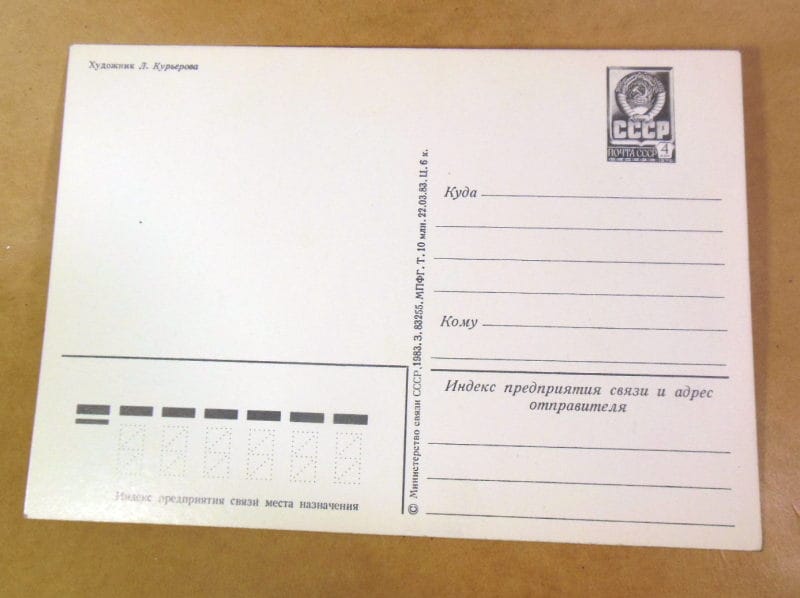 Художник Л. Курьерова
СССР
ПОЧТА СССР 4
Куда
Кому
Индекс предприятия связи и адрес
отправителя
© Министерство связи СССР, 1983. З. 83255. МПФГ. Т. 10 млн. 22.03.83. Ц. 6 к.
Индекс предприятия связи места назначения